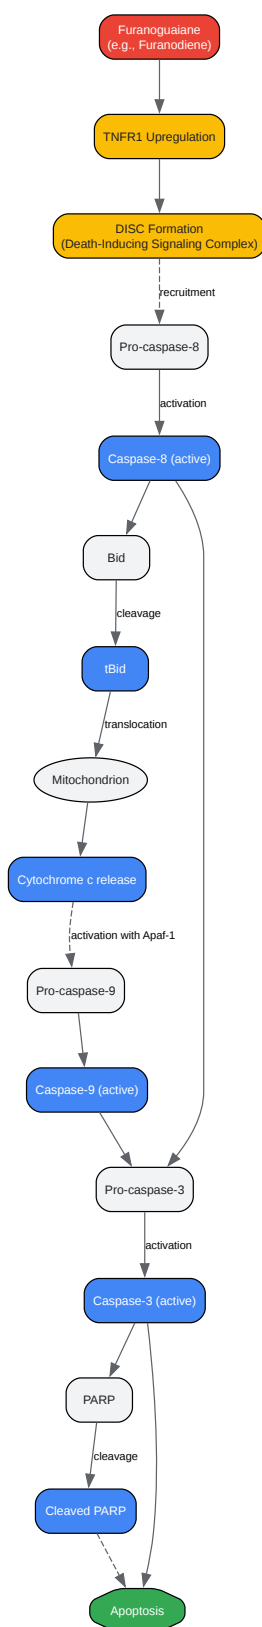 Furanoguaiane
(e.g., Furanodiene)
TNFR1 Upregulation
DISC Formation
(Death-Inducing Signaling Complex)
recruitment
Pro-caspase-8
activation
Caspase-8 (active)
Bid
cleavage
tBid
translocation
Mitochondrion
Cytochrome c release
activation with Apaf-1
Pro-caspase-9
Caspase-9 (active)
Pro-caspase-3
activation
Caspase-3 (active)
PARP
cleavage
Cleaved PARP
Apoptosis